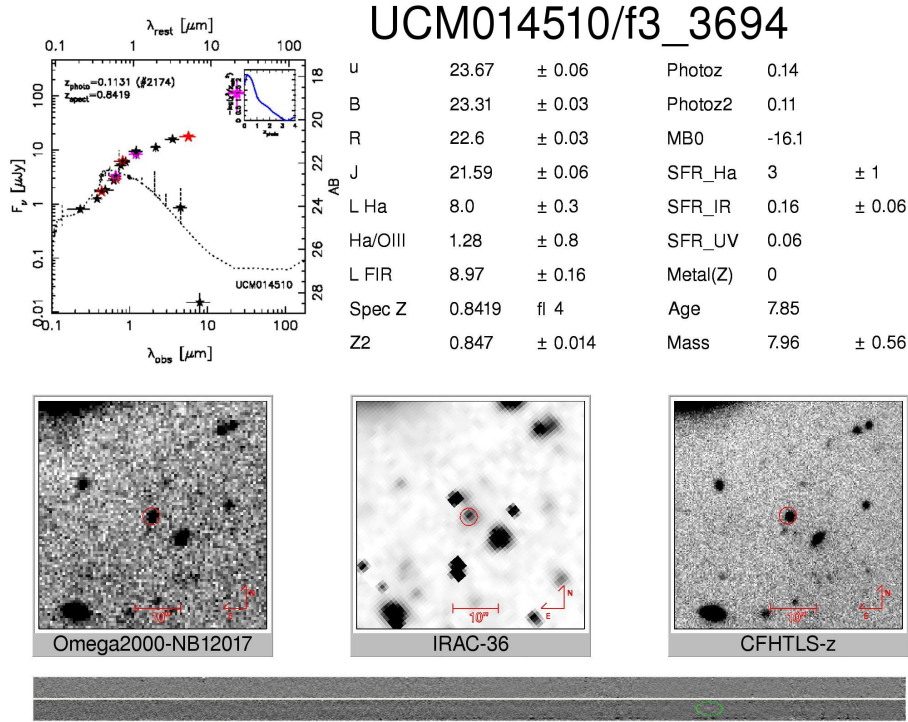 UCM014510/f3_3694
λrest [μm]
0.1 1 10 100
zphoto=0.1131 (#2174)
zspect=0.8419
100
10
1
0.1
0.01
Fν [μJy]
18
20
22
24
26
28
AB
0 1 2 3 4
UCM014510
0.1 1 10 100
λobs [μm]
u 23.67 ± 0.06 Photoz 0.14
B 23.31 ± 0.03 Photoz2 0.11
R 22.6 ± 0.03 MB0 -16.1
J 21.59 ± 0.06 SFR_Ha 3 ± 1
L Ha 8.0 ± 0.3 SFR_IR 0.16 ± 0.06
Ha/OIII 1.28 ± 0.8 SFR_UV 0.06
L FIR 8.97 ± 0.16 Metal(Z) 0
Spec Z 0.8419 fl 4 Age 7.85
Z2 0.847 ± 0.014 Mass 7.96 ± 0.56
10" N E
10" N E
10" N E
Omega2000-NB12017
IRAC-36
CFHTLS-z